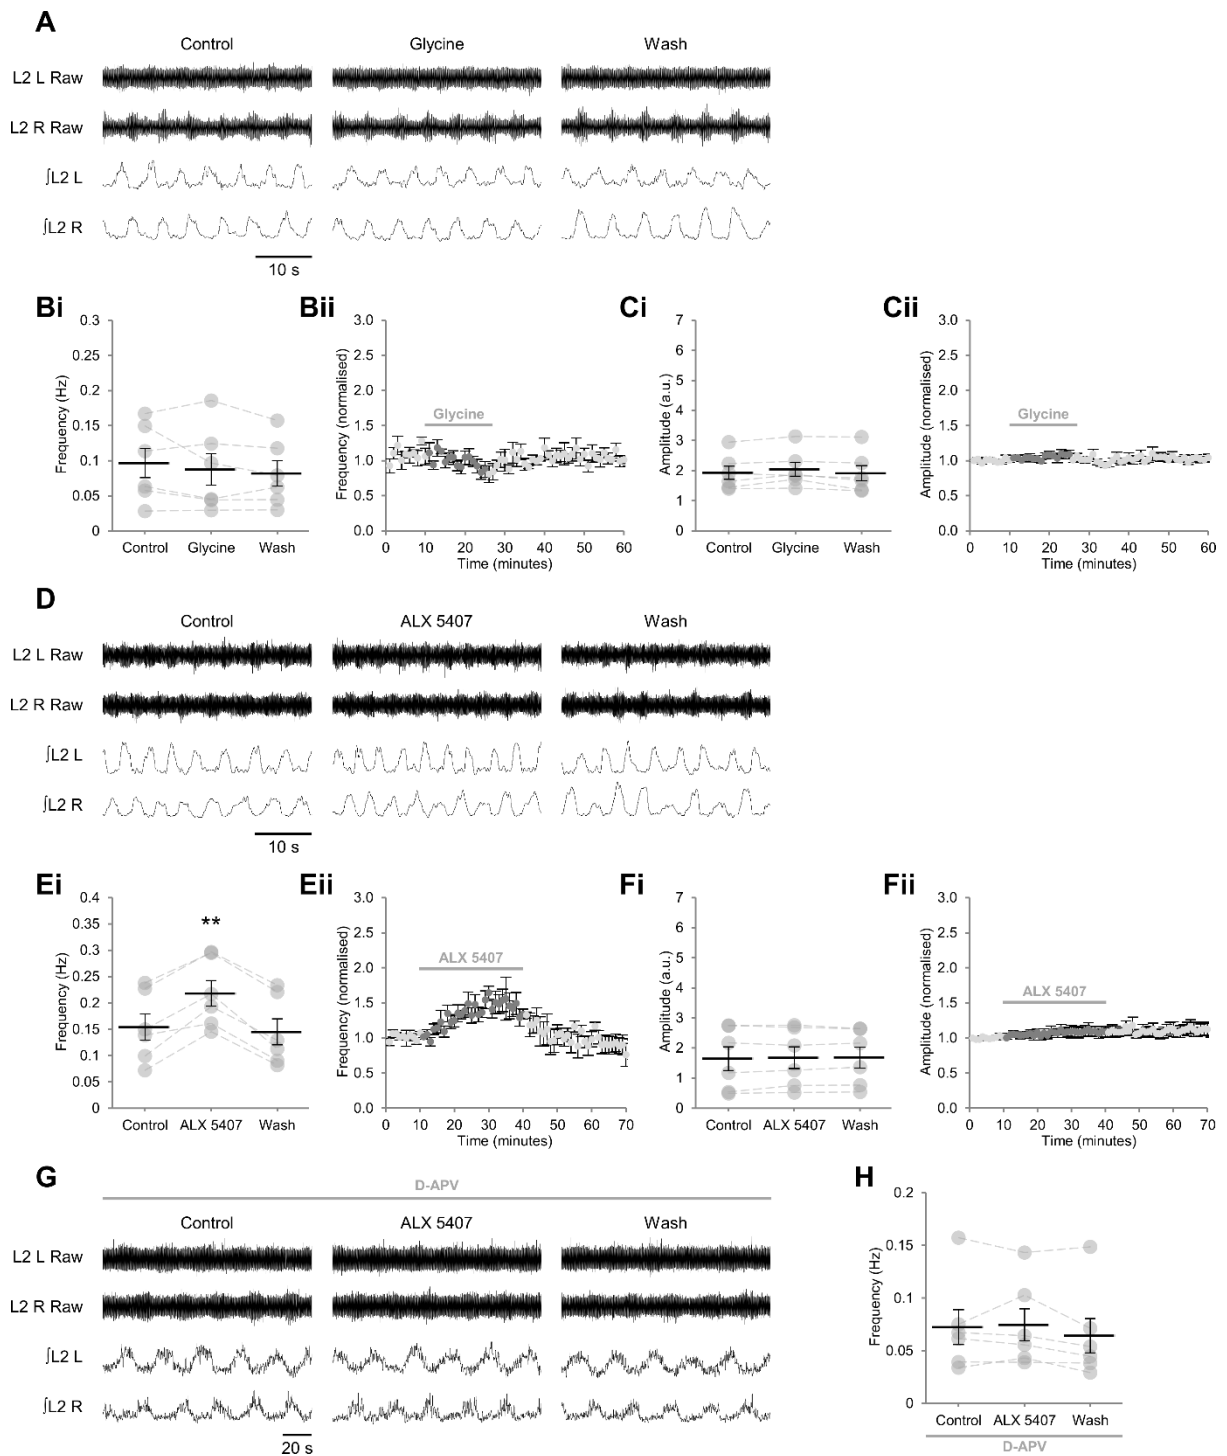 A
Control Glycine Wash
L2 L Raw
L2 R Raw
∫L2 L
∫L2 R
10 s
Bi
Frequency (Hz)
0.3
0.25
0.2
0.15
0.1
0.05
0
Control Glycine Wash
Bii
Frequency (normalised)
3.0
2.5
2.0
1.5
1.0
0.5
0.0
Glycine
0 10 20 30 40 50 60
Time (minutes)
Ci
Amplitude (a.u.)
7
6
5
4
3
2
1
0
Control Glycine Wash
Cii
Amplitude (normalised)
3.0
2.5
2.0
1.5
1.0
0.5
0.0
Glycine
0 10 20 30 40 50 60
Time (minutes)
D
Control ALX 5407 Wash
L2 L Raw
L2 R Raw
∫L2 L
∫L2 R
10 s
Ei
Frequency (Hz)
0.4
0.35
0.3
0.25
0.2
0.15
0.1
0.05
0
**
Control ALX 5407 Wash
Eii
Frequency (normalised)
3.0
2.5
2.0
1.5
1.0
0.5
0.0
ALX 5407
0 10 20 30 40 50 60 70
Time (minutes)
Fi
Amplitude (a.u.)
7
6
5
4
3
2
1
0
Control ALX 5407 Wash
Fii
Amplitude (normalised)
3.0
2.5
2.0
1.5
1.0
0.5
0.0
ALX 5407
0 10 20 30 40 50 60 70
Time (minutes)
G
D-APV
Control ALX 5407 Wash
L2 L Raw
L2 R Raw
∫L2 L
∫L2 R
20 s
H
Frequency (Hz)
0.2
0.15
0.1
0.05
0
Control ALX 5407 Wash
D-APV